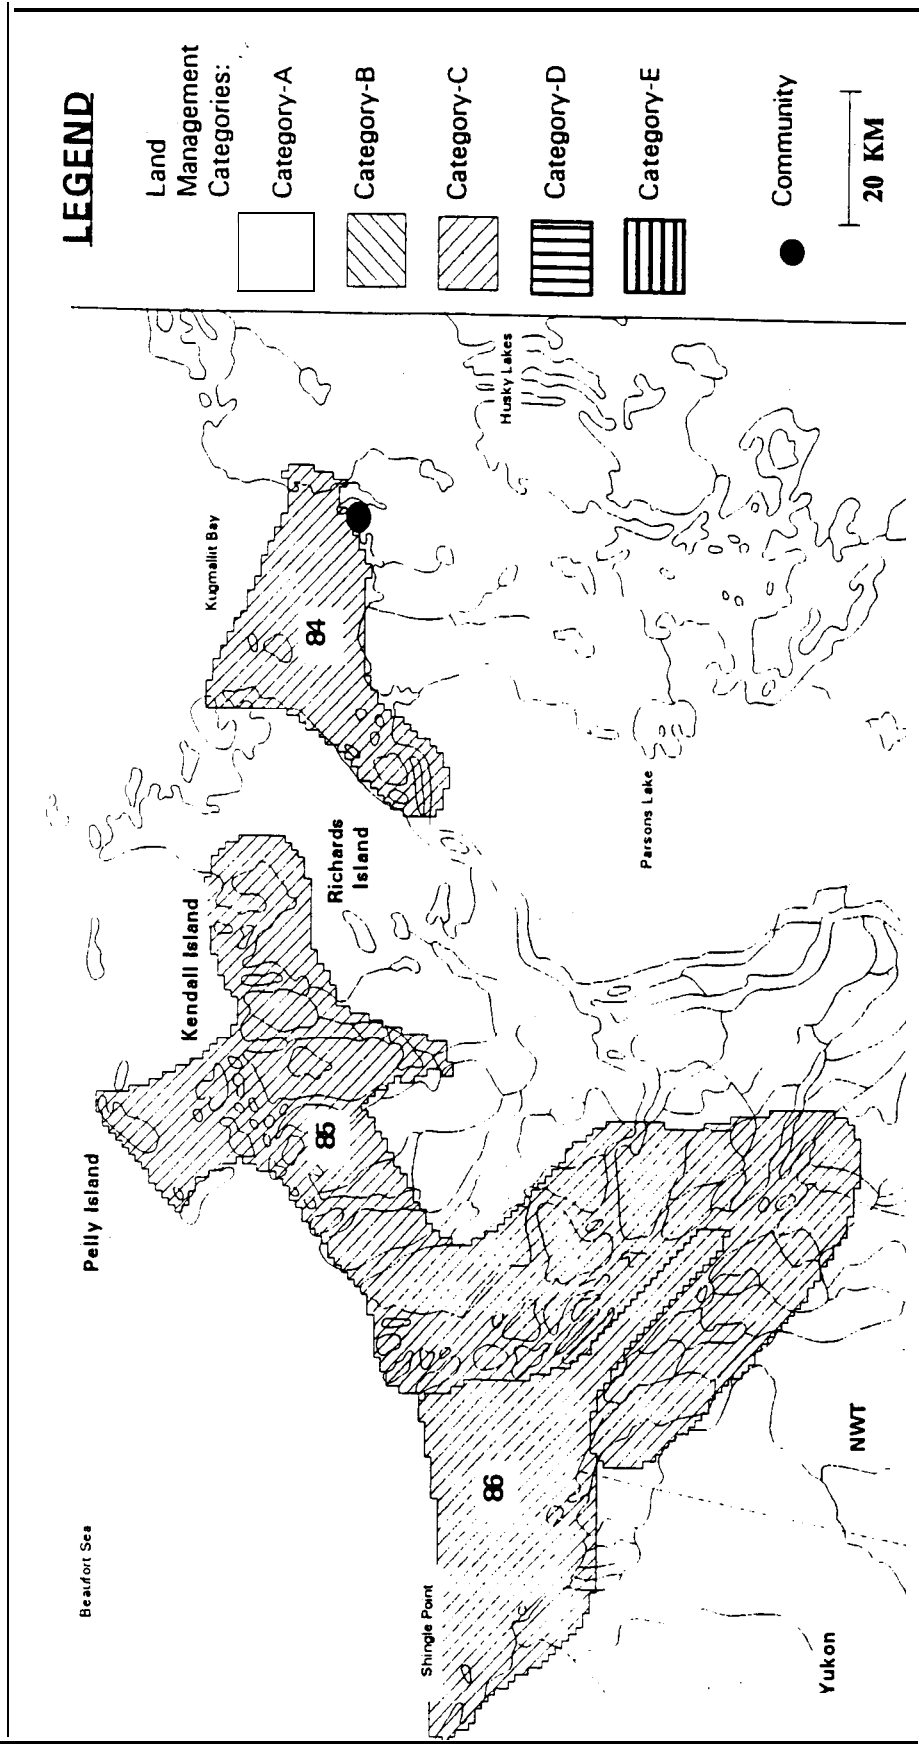 LEGEND
Land
Management
Categories:
Category-A
Category-B
Category-C
Category-D
Category-E
Community
20 KM
Beaufort Sea
Pelly Island
Kendall Island
Kugmallit Bay
Richards
Island
Husky Lakes
Parsons Lake
Shingle Point
84
85
86
NWT
Yukon